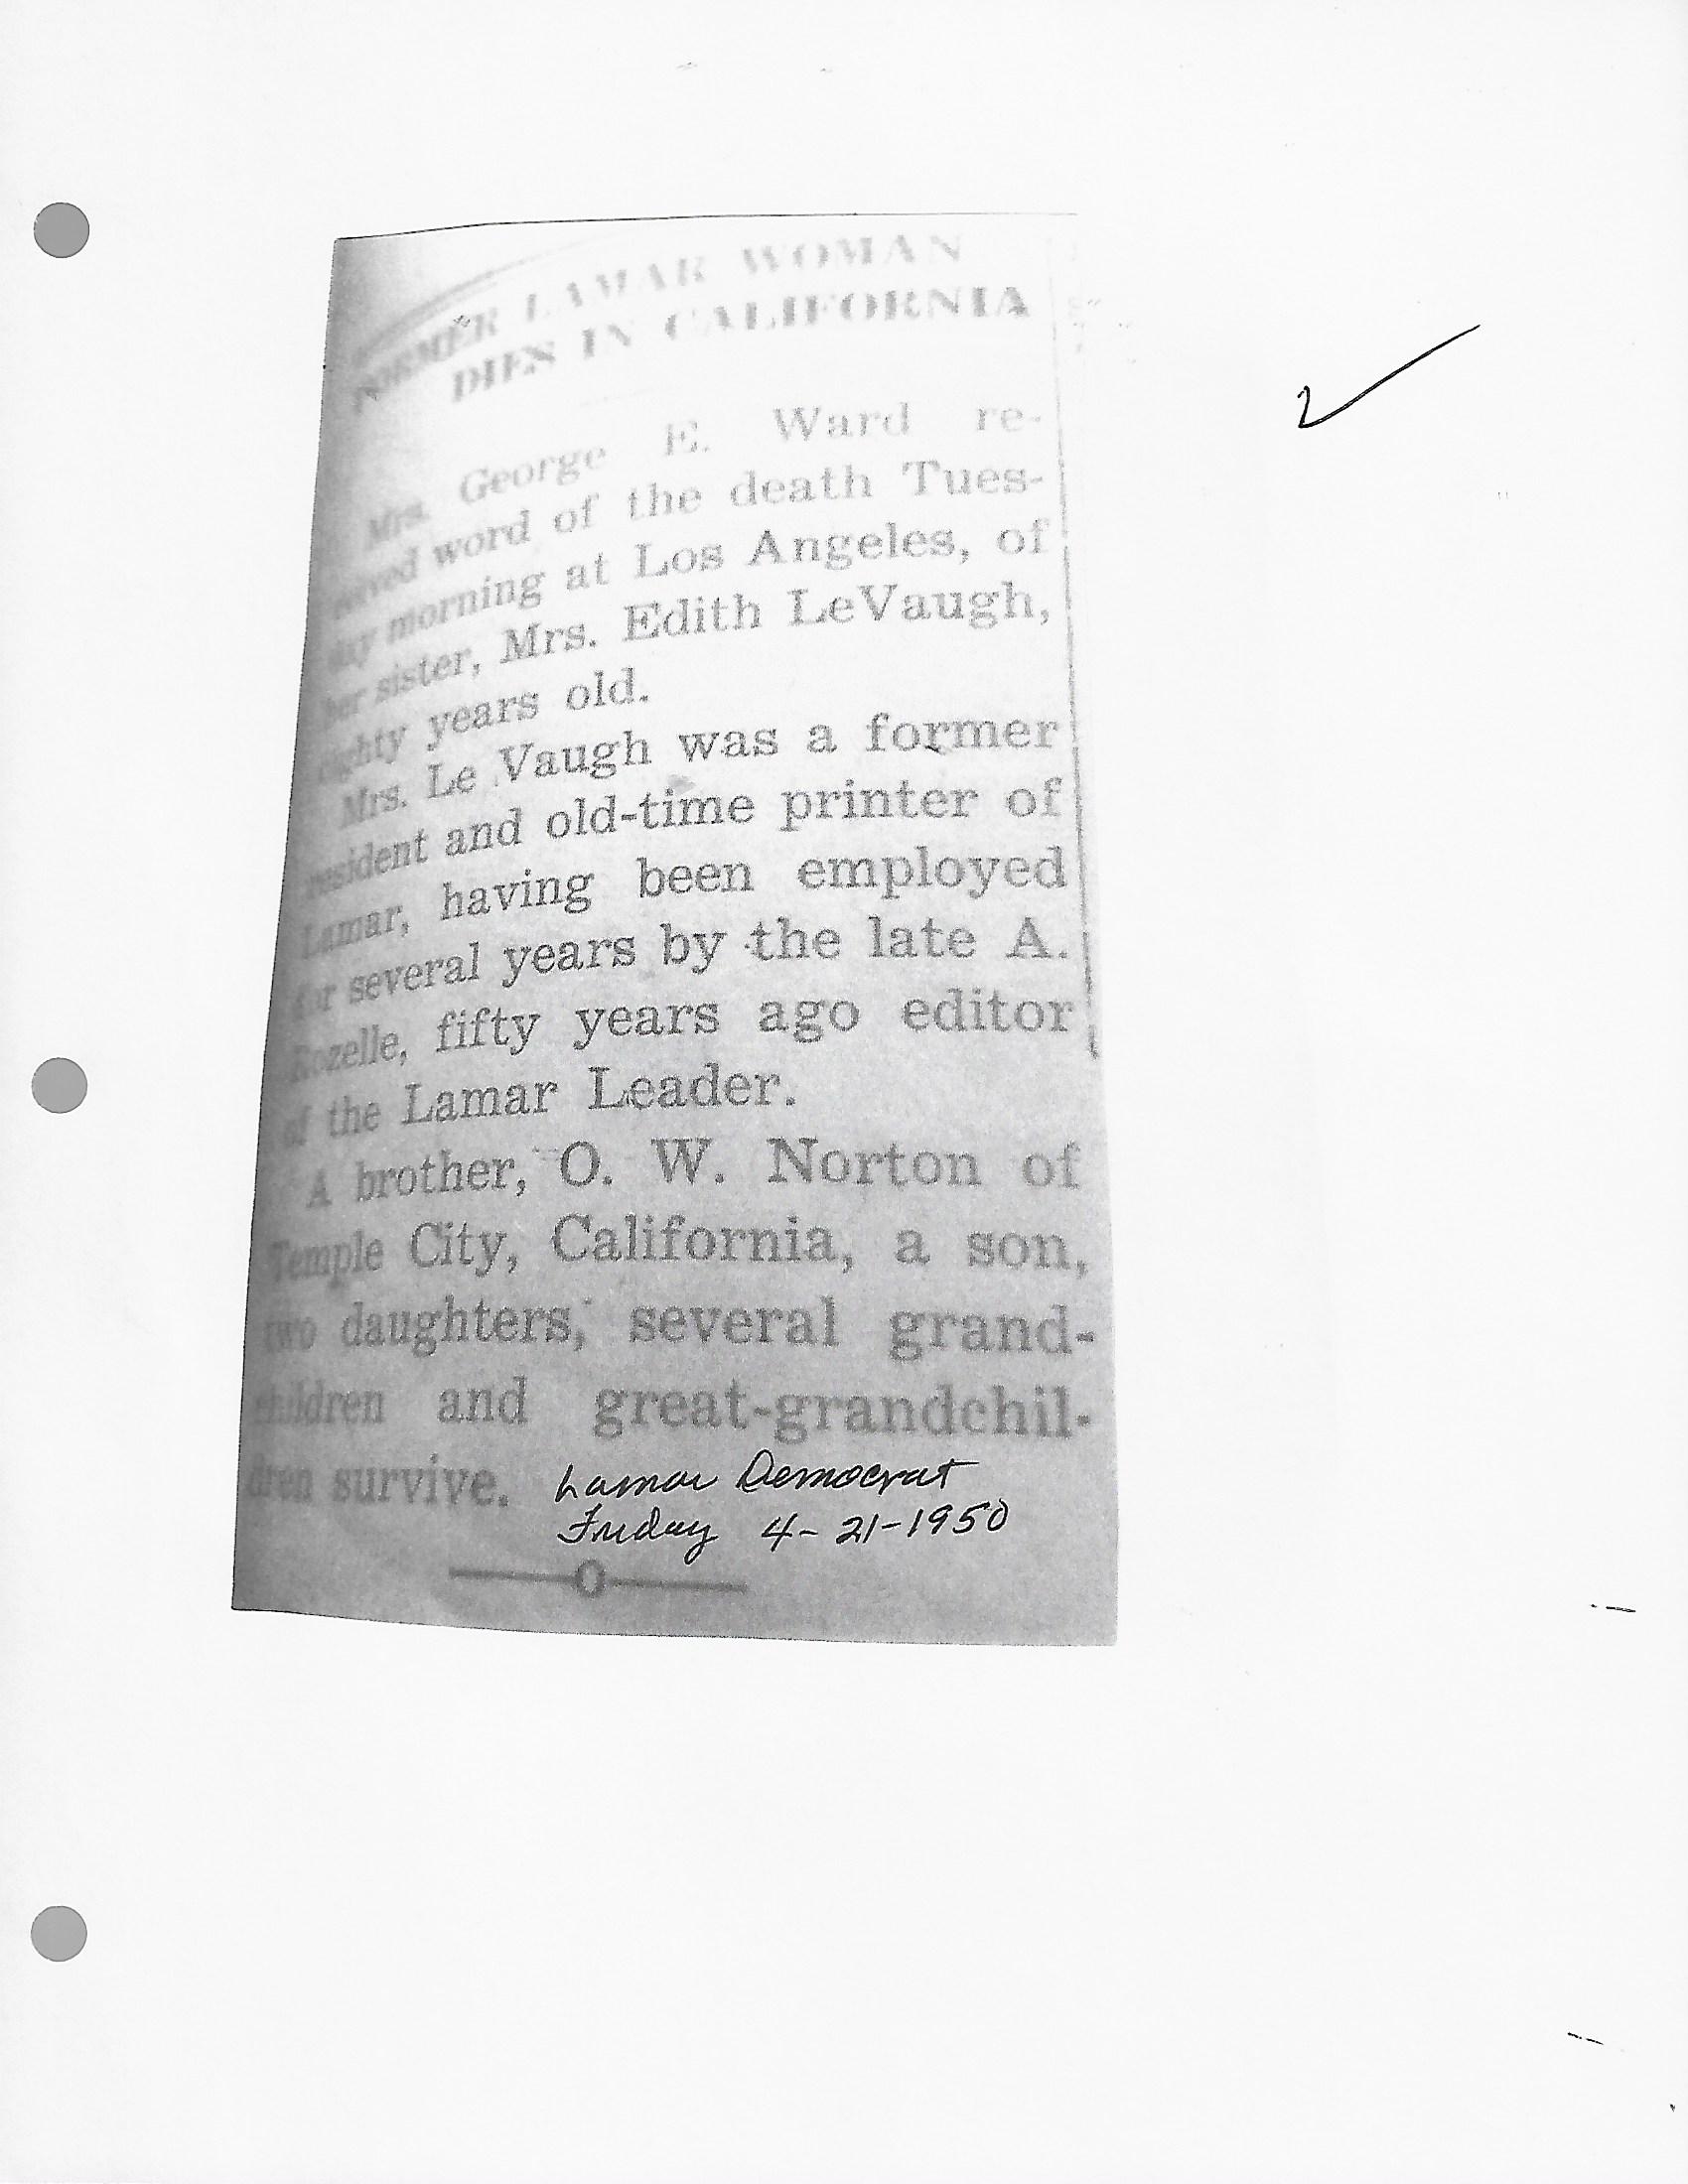 FORMER LAMAR WOMAN
DIES IN CALIFORNIA
Mrs. George E. Ward re-
ceived word of the death Tues-
day morning at Los Angeles, of
her sister, Mrs. Edith LeVaugh,
eighty years old.
Mrs. Le Vaugh was a former
resident and old-time printer of
Lamar, having been employed
for several years by the late A.
Rozelle, fifty years ago editor
of the Lamar Leader.
A brother, O. W. Norton of
Temple City, California, a son,
two daughters, several grand-
children and great-grandchil-
dren survive.
Lamar Democrat
Friday 4-21-1950